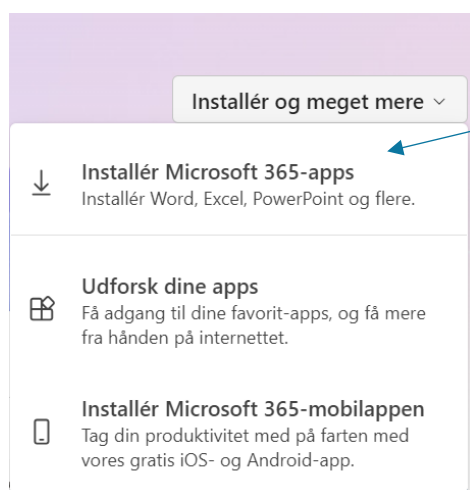 Installér og meget mere
Installér Microsoft 365-apps
Installér Word, Excel, PowerPoint og flere.
Udforsk dine apps
Få adgang til dine favorit-apps, og få mere
fra hånden på internettet.
Installér Microsoft 365-mobilappen
Tag din produktivitet med på farten med
vores gratis iOS- og Android-app.